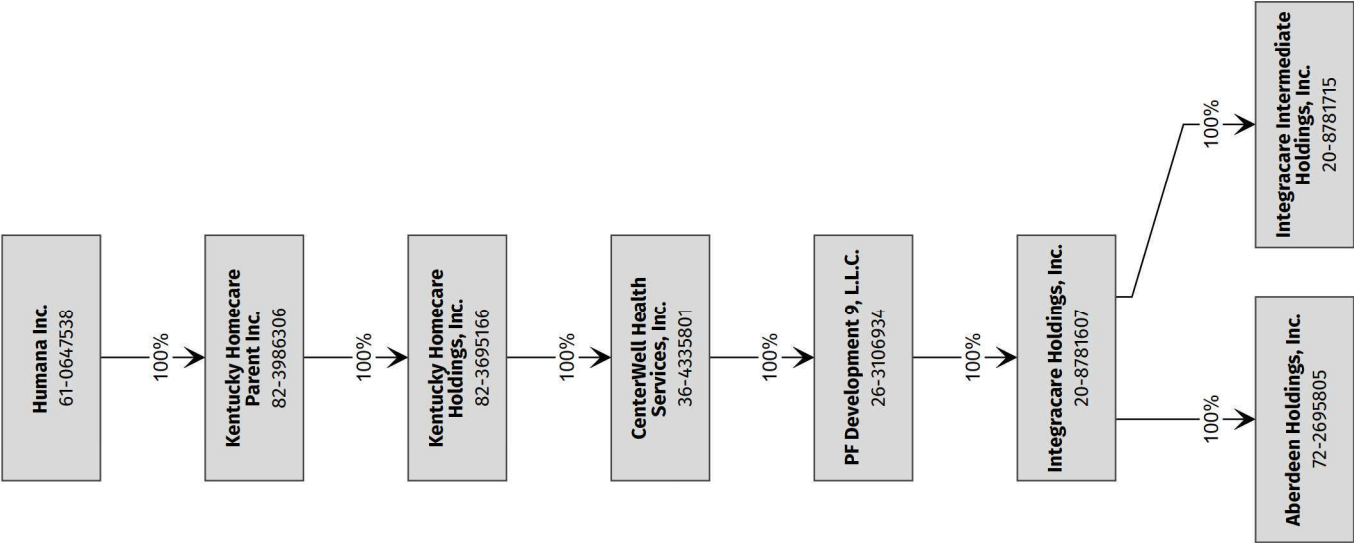 Humana Inc.
61-0647538
100%
Kentucky Homecare
Parent Inc.
82-3986306
100%
Kentucky Homecare
Holdings, Inc.
82-3695166
100%
CenterWell Health
Services, Inc.
36-4335801
100%
PF Development 9, L.L.C.
26-3106934
100%
Integracare Holdings, Inc.
20-8781607
100%
Aberdeen Holdings, Inc.
72-2695805
100%
Integracare Intermediate
Holdings, Inc.
20-8781715